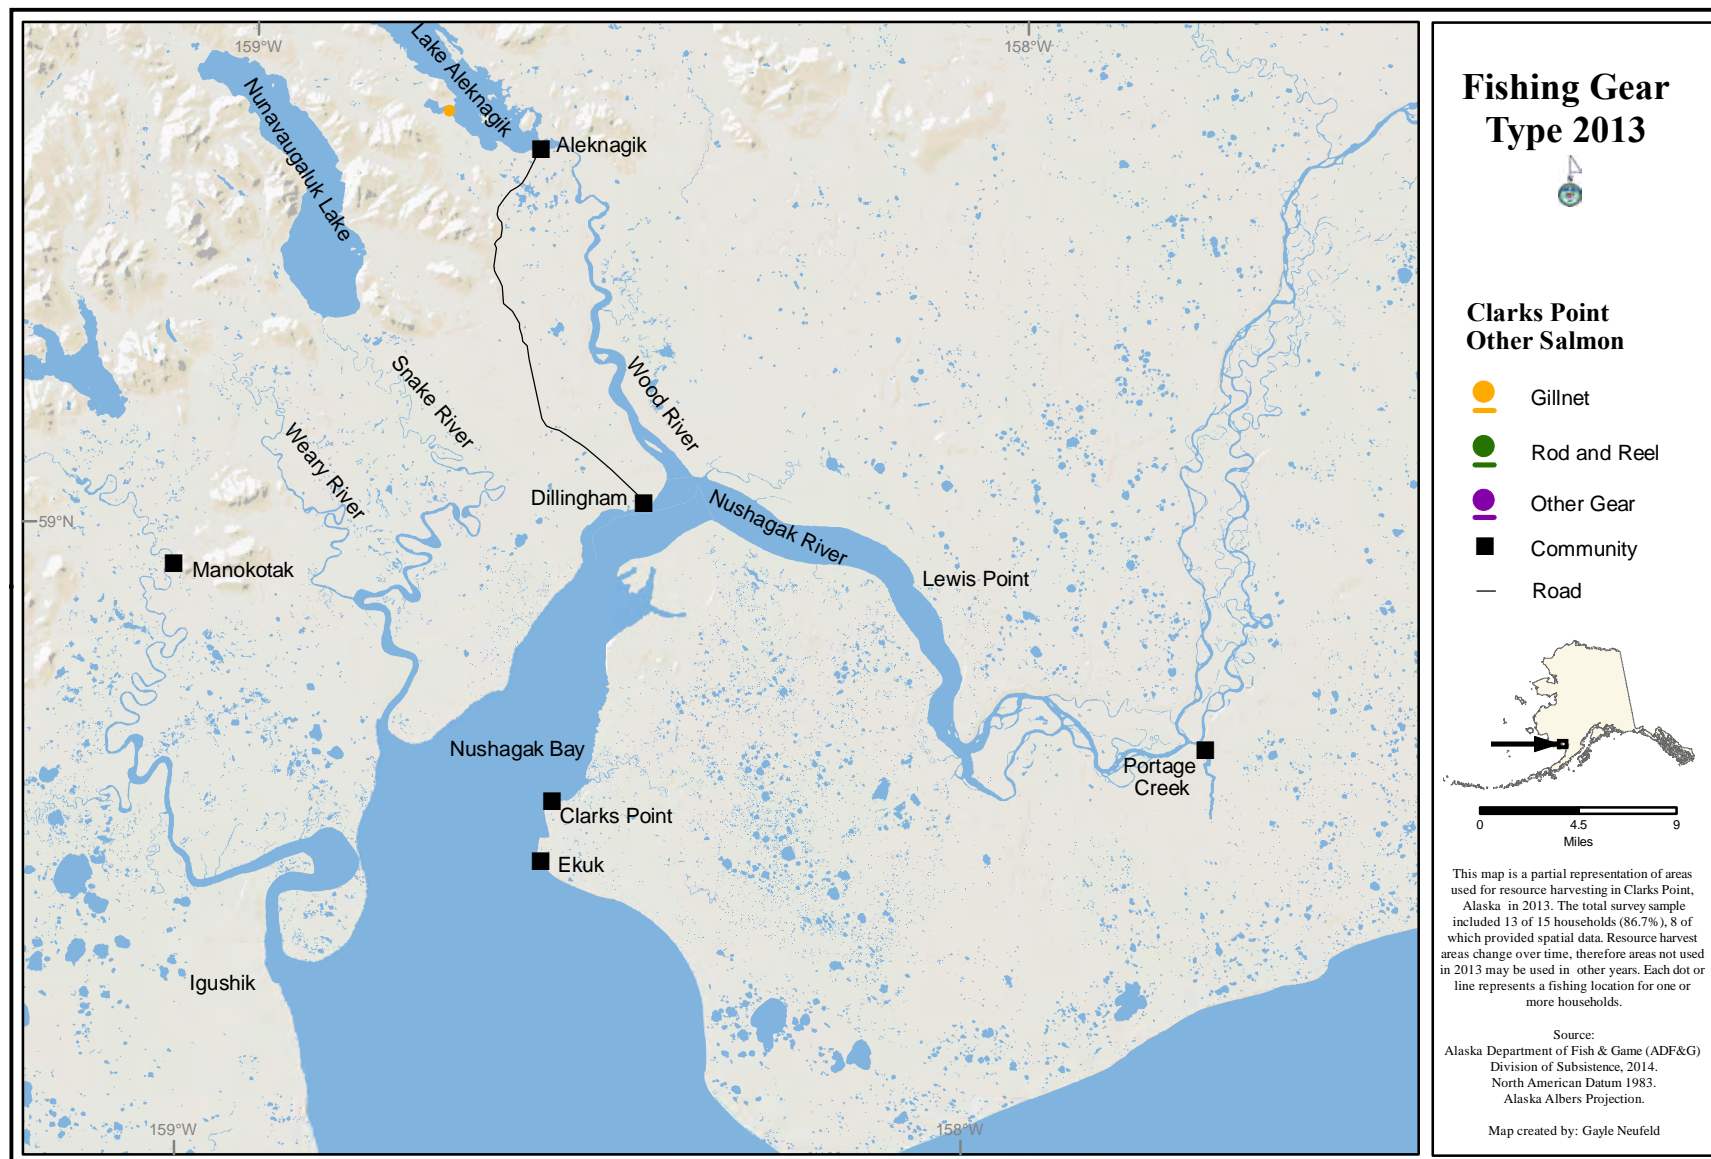 159°W
158°W
Lake Aleknagik
Nunavaugaluk Lake
Aleknagik
Wood River
Snake River
Weary River
Dillingham
Nushagak River
59°N
Manokotak
Lewis Point
Nushagak Bay
Portage
Creek
Clarks Point
Ekuk
Igushik
159°W
158°W
Fishing Gear
Type 2013
Clarks Point
Other Salmon
Gillnet
Rod and Reel
Other Gear
Community
Road
0 4.5 9
Miles
This map is a partial representation of areas
used for resource harvesting in Clarks Point,
Alaska in 2013. The total survey sample
included 13 of 15 households (86.7%), 8 of
which provided spatial data. Resource harvest
areas change over time, therefore areas not used
in 2013 may be used in other years. Each dot or
line represents a fishing location for one or
more households.
Source:
Alaska Department of Fish & Game (ADF&G)
Division of Subsistence, 2014.
North American Datum 1983.
Alaska Albers Projection.
Map created by: Gayle Neufeld